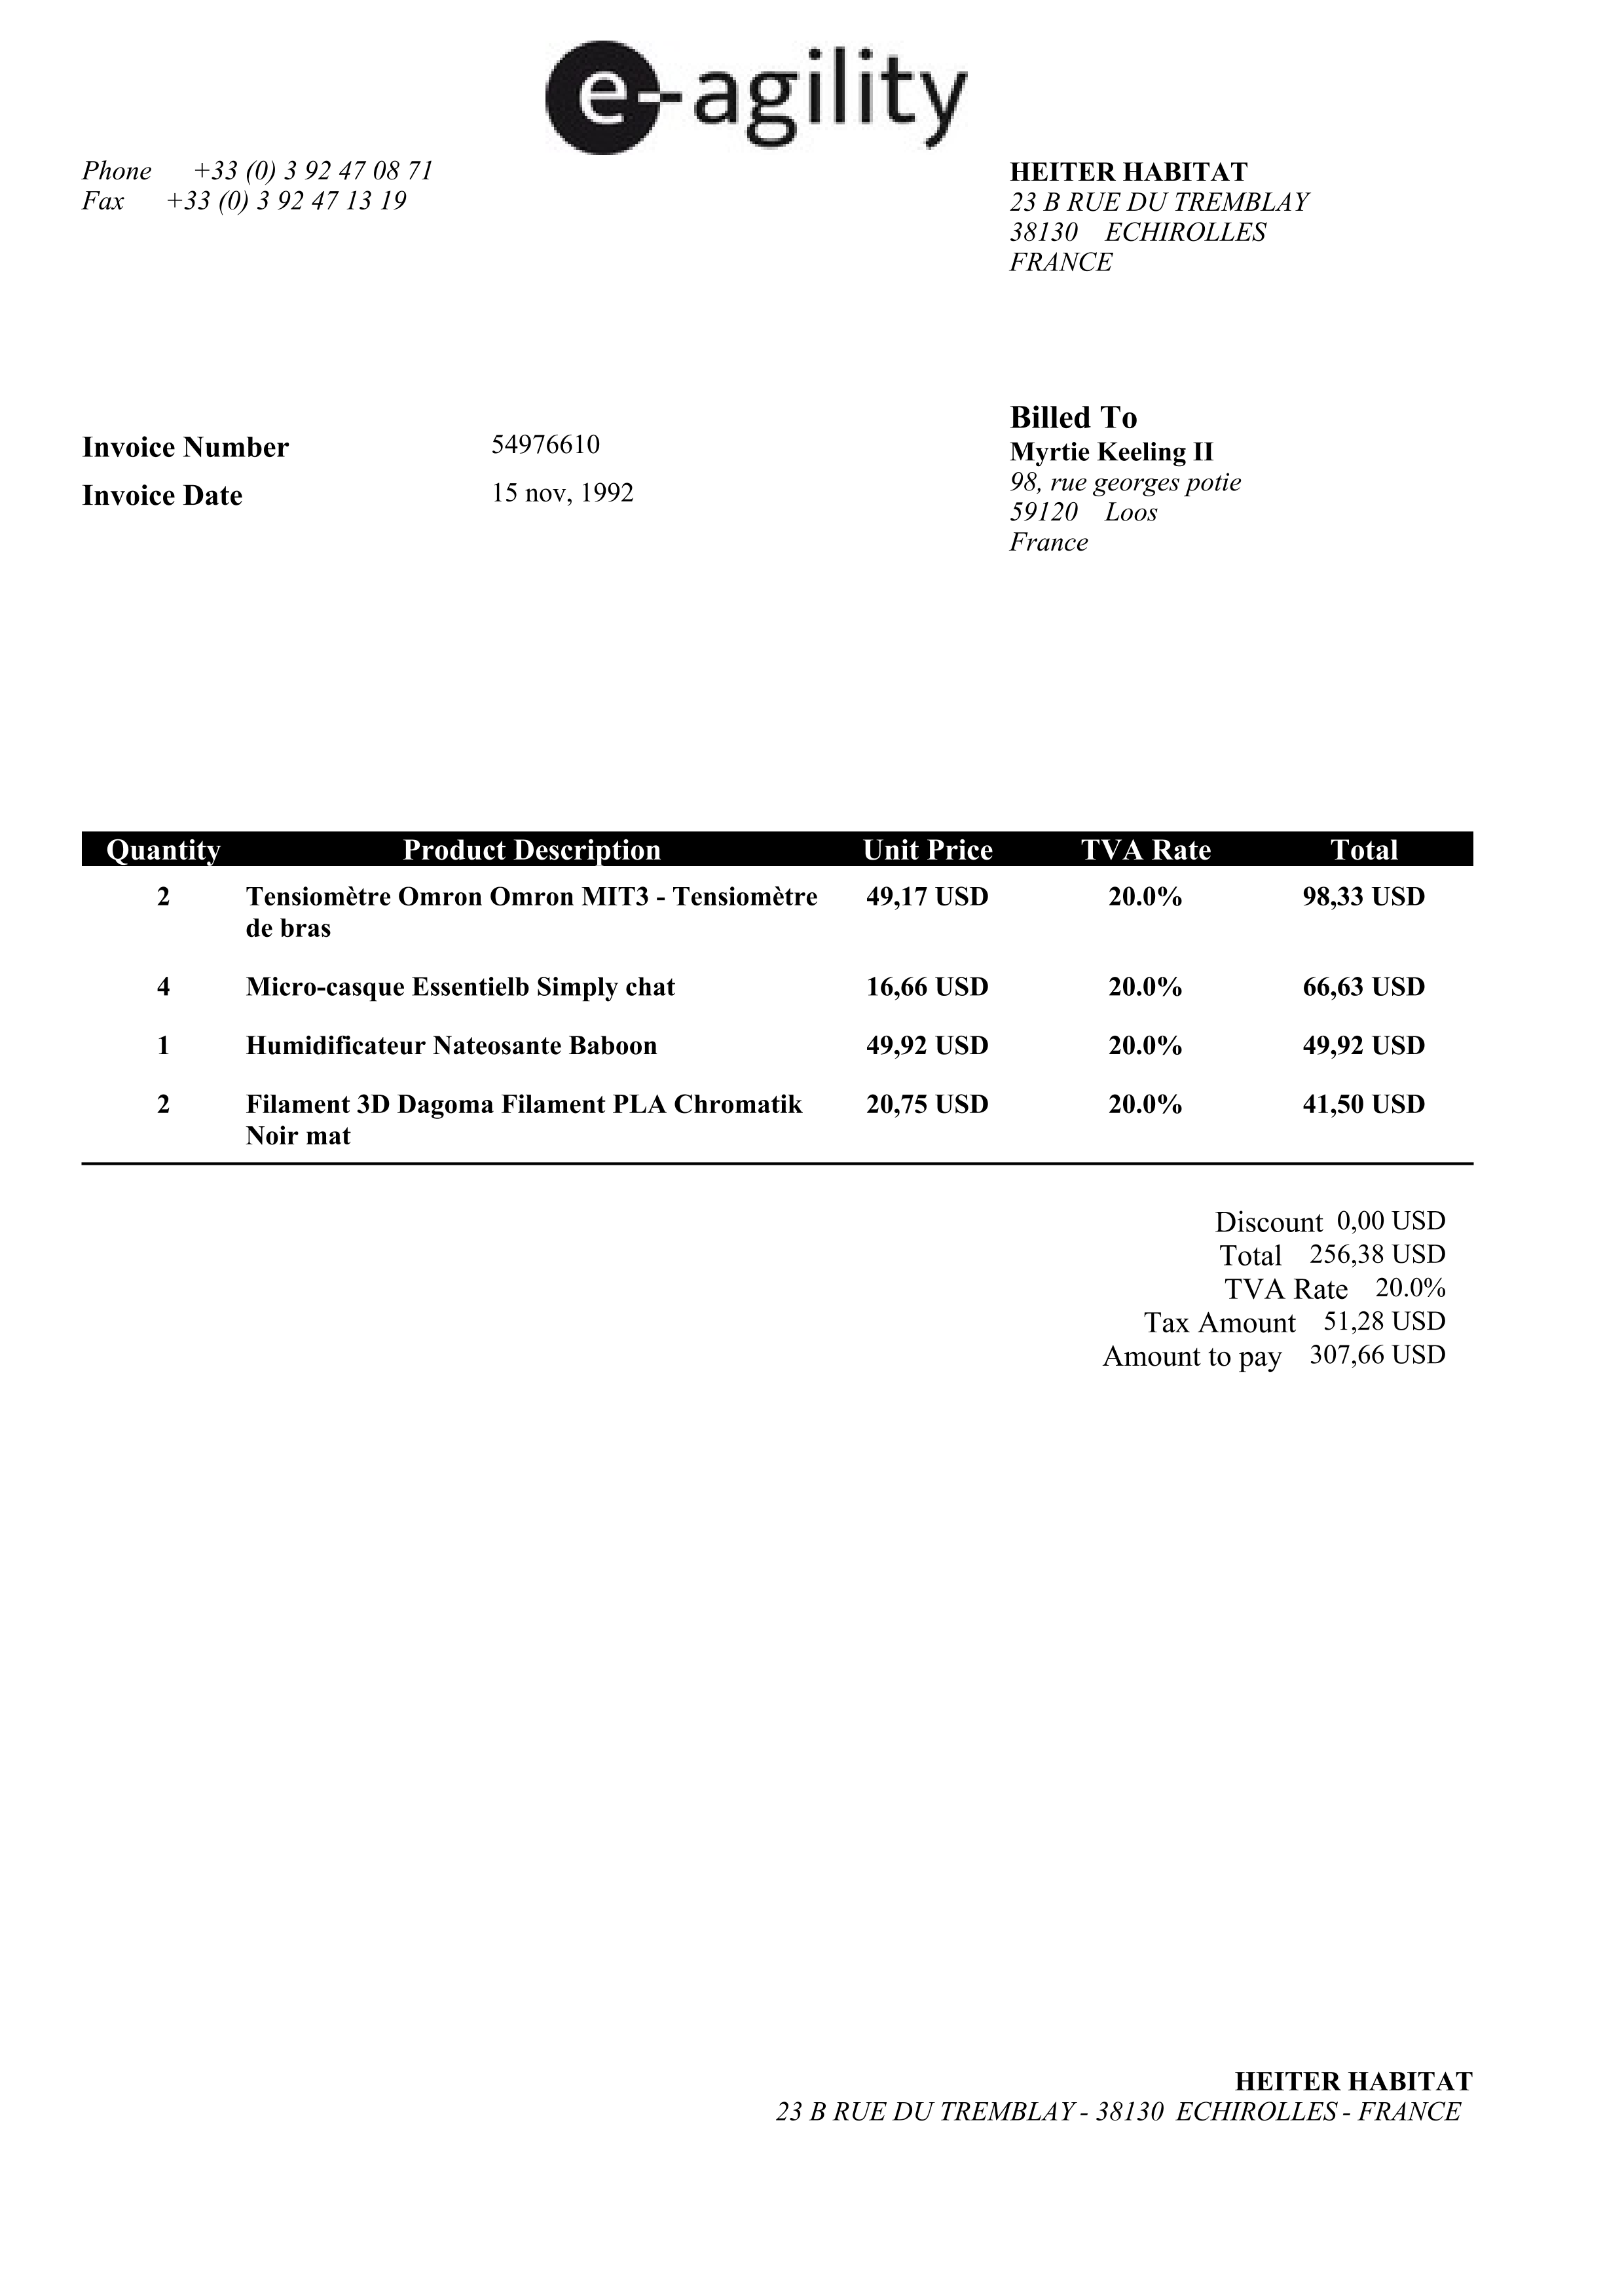 e-agility
Phone +33 (0) 3 92 47 08 71
Fax +33 (0) 3 92 47 13 19
HEITER HABITAT
23 B RUE DU TREMBLAY
38130 ECHIROLLES
FRANCE
Billed To
Myrtie Keeling II
98, rue georges potie
59120 Loos
France
Invoice Number 54976610
Invoice Date 15 nov, 1992
Quantity Product Description Unit Price TVA Rate Total
2 Tensiomètre Omron Omron MIT3 - Tensiomètre 49,17 USD 20.0% 98,33 USD
de bras
4 Micro-casque Essentielb Simply chat 16,66 USD 20.0% 66,63 USD
1 Humidificateur Nateosante Baboon 49,92 USD 20.0% 49,92 USD
2 Filament 3D Dagoma Filament PLA Chromatik 20,75 USD 20.0% 41,50 USD
Noir mat
Discount 0,00 USD
Total 256,38 USD
TVA Rate 20.0%
Tax Amount 51,28 USD
Amount to pay 307,66 USD
HEITER HABITAT
23 B RUE DU TREMBLAY - 38130 ECHIROLLES - FRANCE